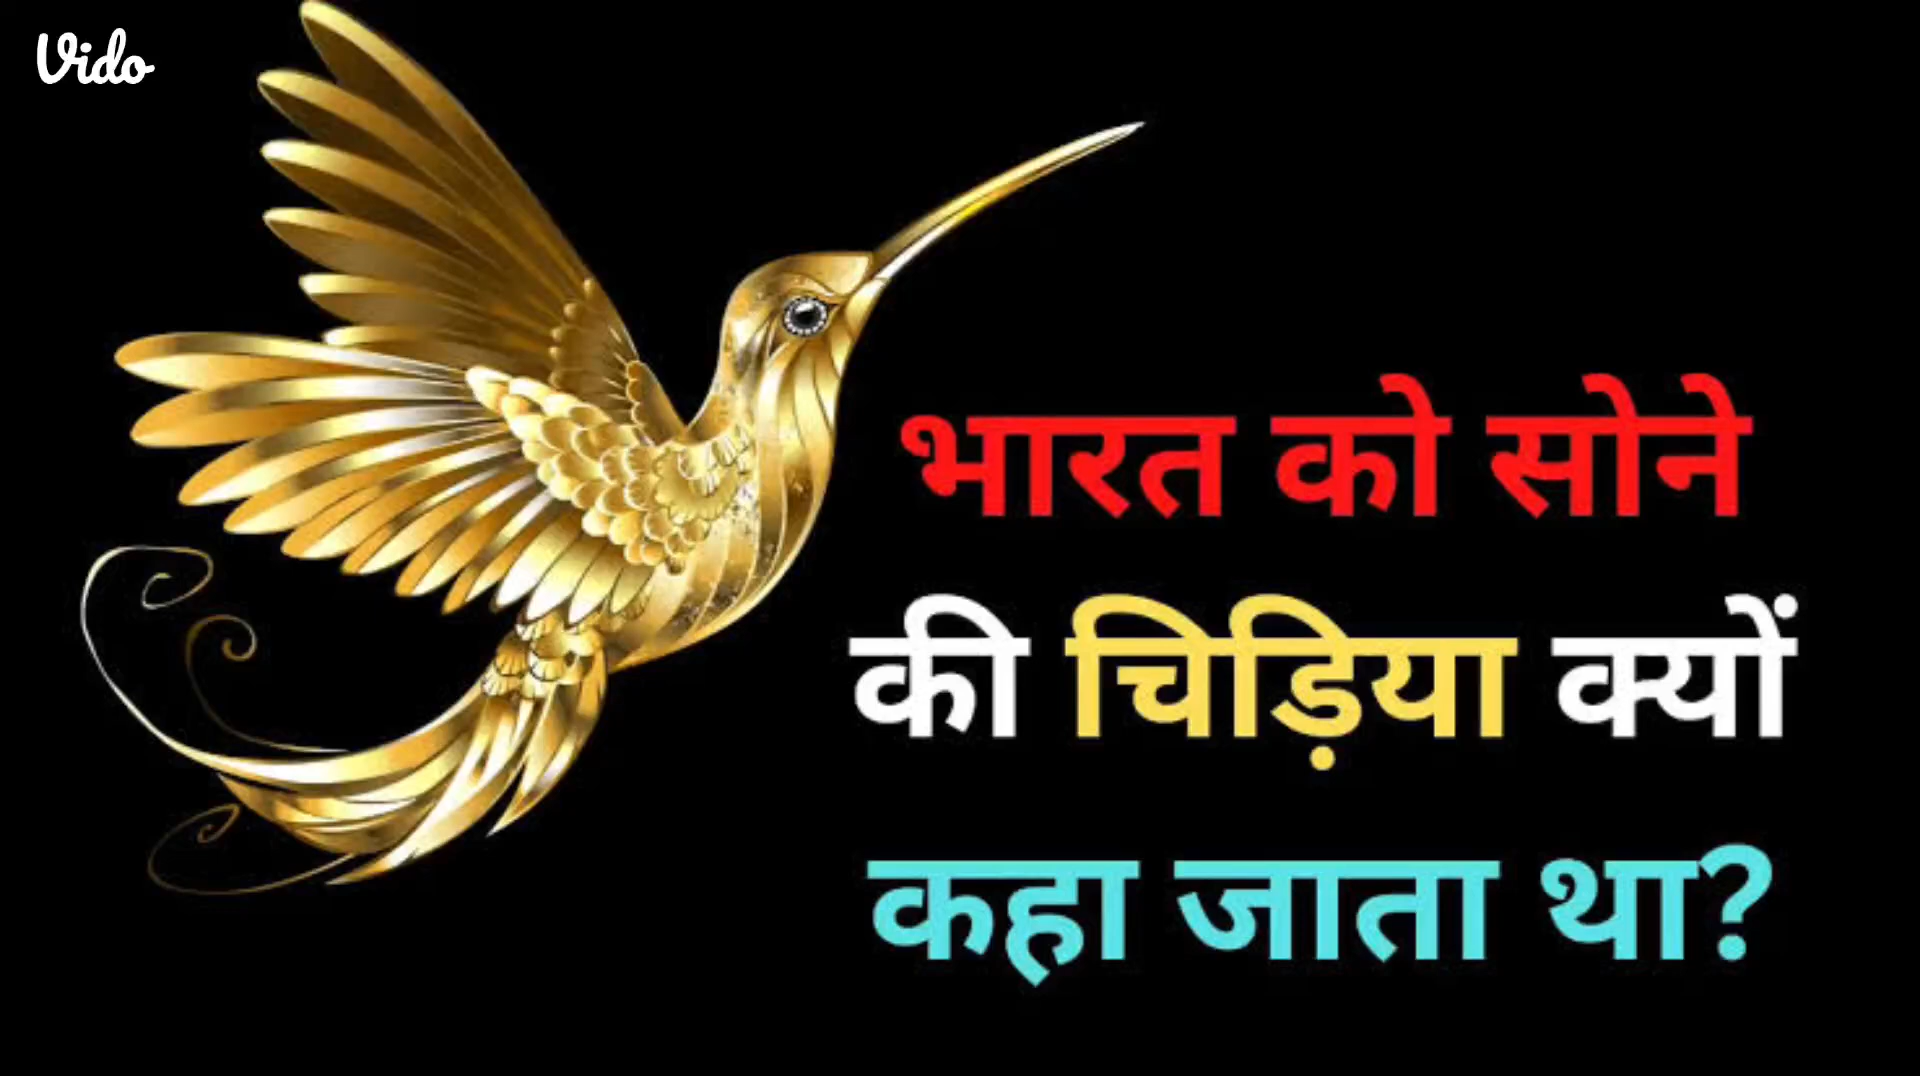 Vido
भारत को सोने
की चिड़िया क्यों
कहा जाता था?